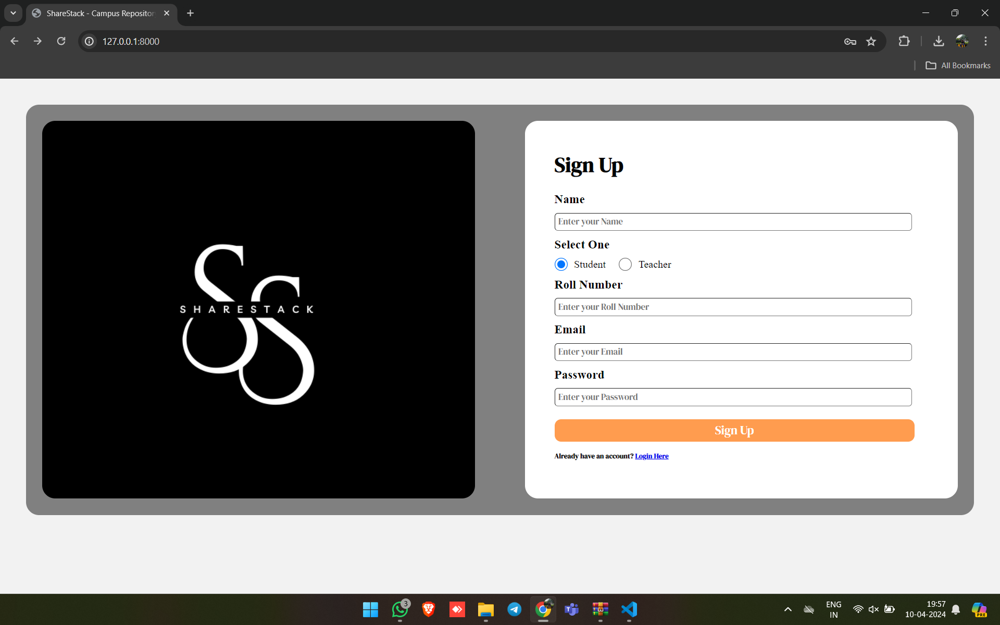 ShareStack - Campus Repositor
127.0.0.1:8000
All Bookmarks
SHARESTACK
Sign Up
Name
Enter your Name
Select One
Student Teacher
Roll Number
Enter your Roll Number
Email
Enter your Email
Password
Enter your Password
Sign Up
Already have an account? Login Here
3
ENG
IN
19:57
10-04-2024
PRE